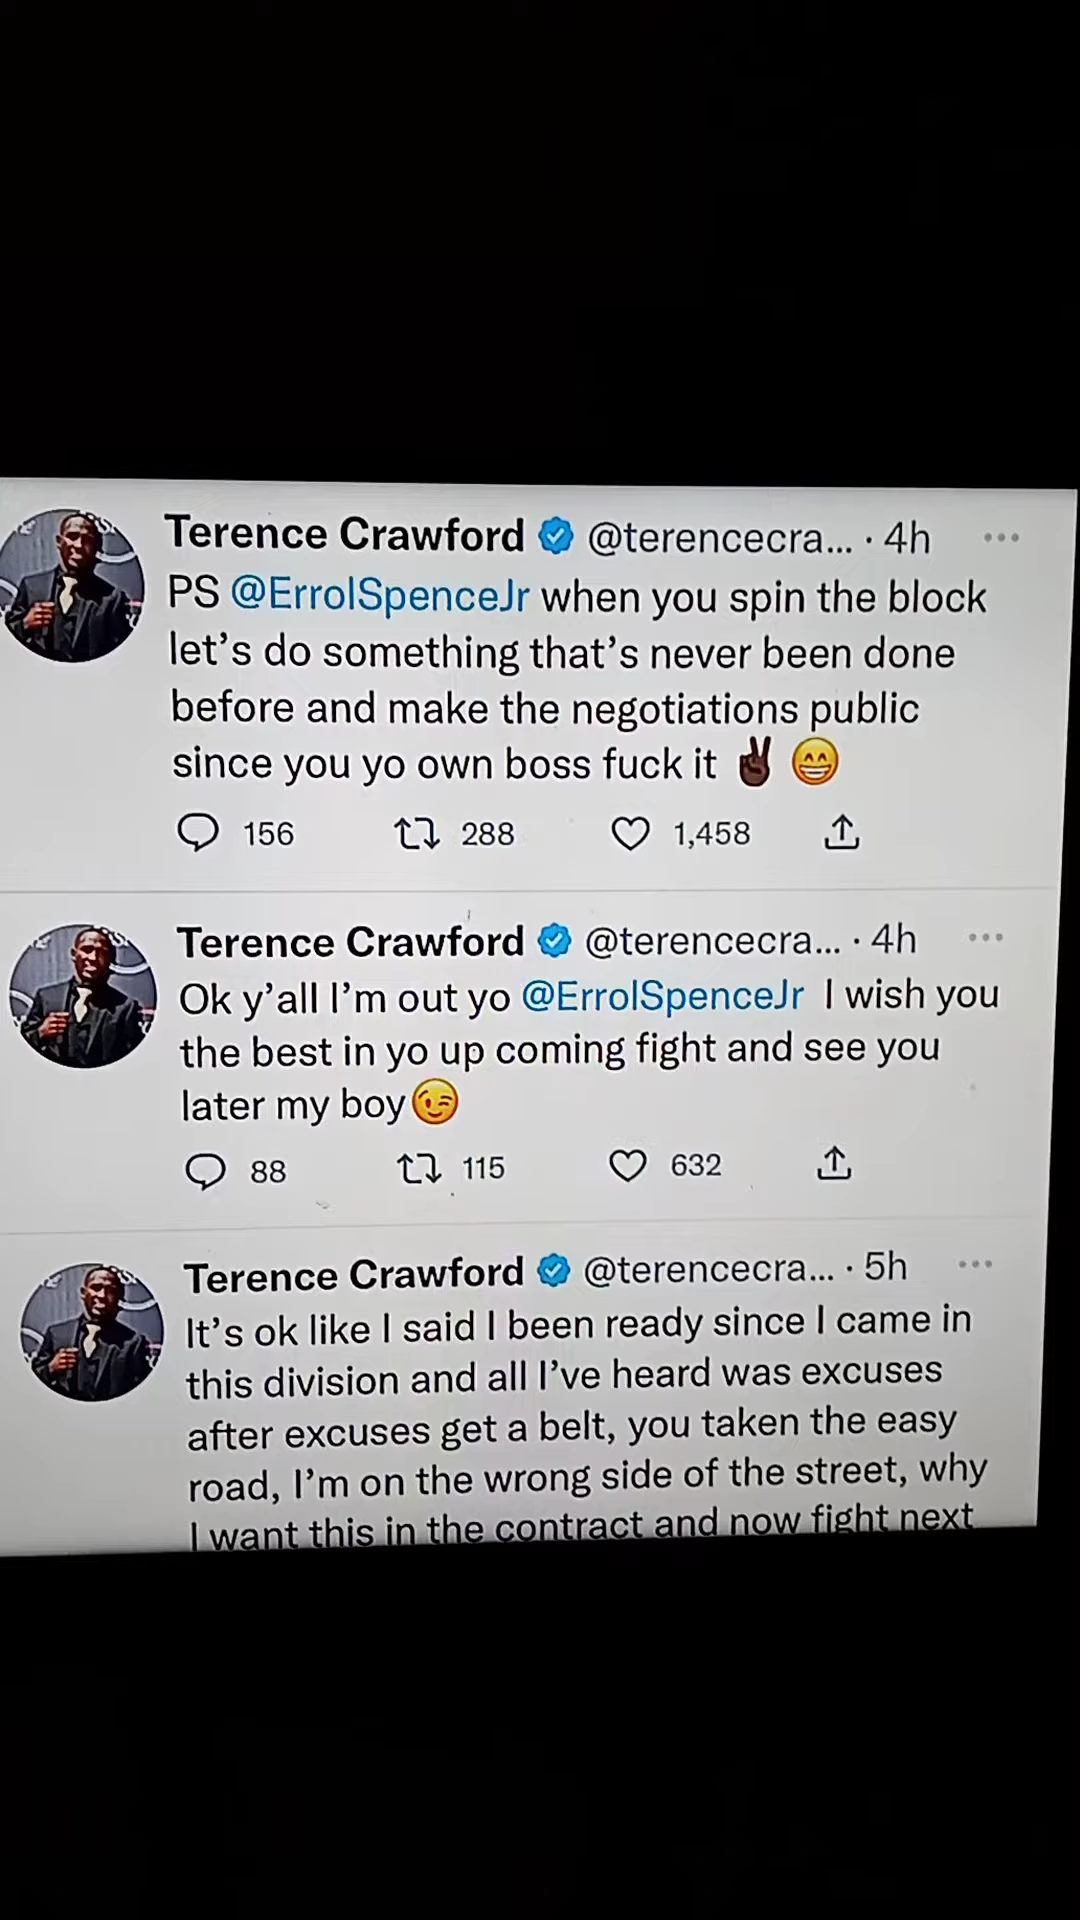 Terence Crawford @terencecra... · 4h
PS @ErrolSpenceJr when you spin the block
let's do something that's never been done
before and make the negotiations public
since you yo own boss fuck it ✌🏿 😁
156 288 1,458
Terence Crawford @terencecra... · 4h
Ok y'all I'm out yo @ErrolSpenceJr I wish you
the best in yo up coming fight and see you
later my boy😉
88 115 632
Terence Crawford @terencecra... · 5h
It's ok like I said I been ready since I came in
this division and all I've heard was excuses
after excuses get a belt, you taken the easy
road, I'm on the wrong side of the street, why
I want this in the contract and now fight next